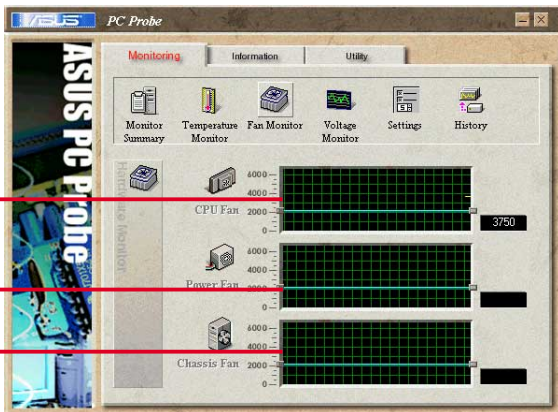 ASUS PC Probe
Monitoring Information Utility
Monitor Summary
Temperature Monitor
Fan Monitor
Voltage Monitor
Settings
History
ASUS PC Probe
Hardware Monitor
CPU Fan
6000
4000
2000
0
3750
Power Fan
6000
4000
2000
0
Chassis Fan
6000
4000
2000
0